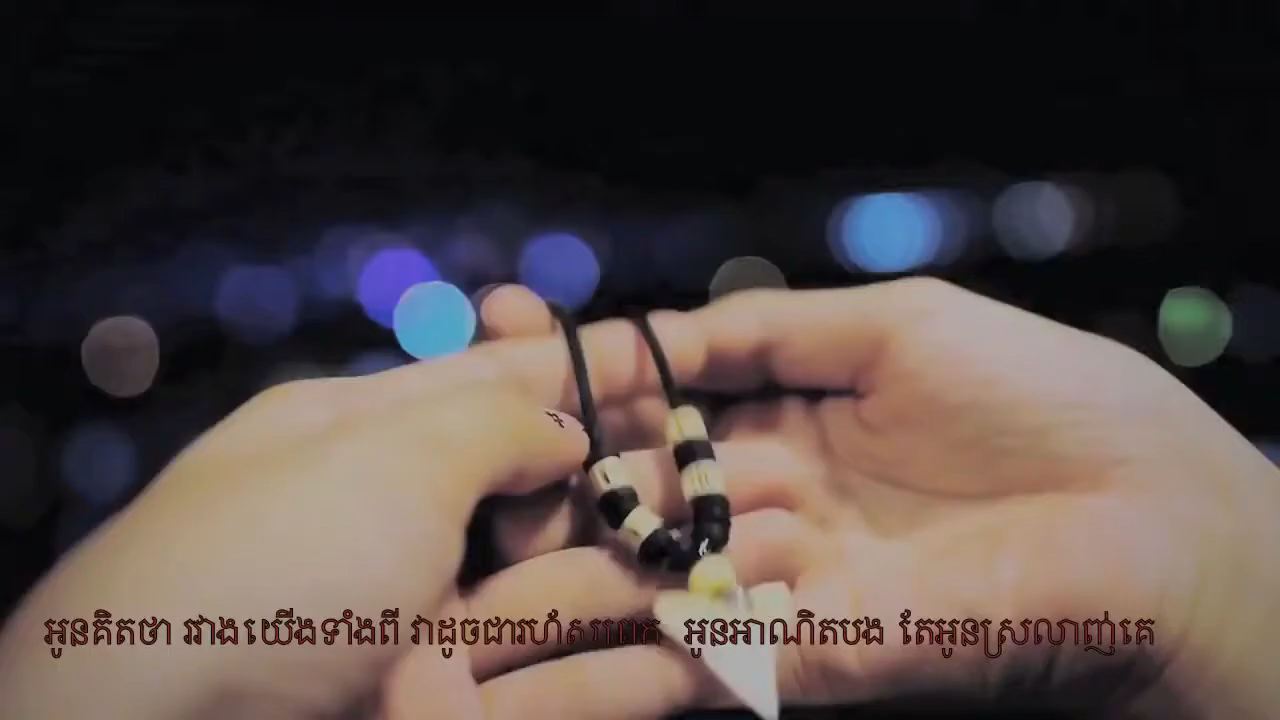 អូនគិតថា រវាងយើងទាំងពី វាដូចជារហ័សពេក អូនអាណិតបង តែអូនស្រលាញ់គេ